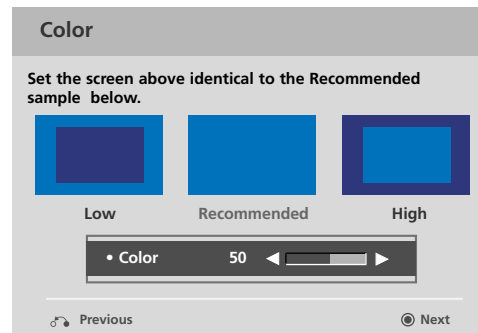 Color
Set the screen above identical to the Recommended
sample below.
Low Recommended High
• Color 50
Previous Next